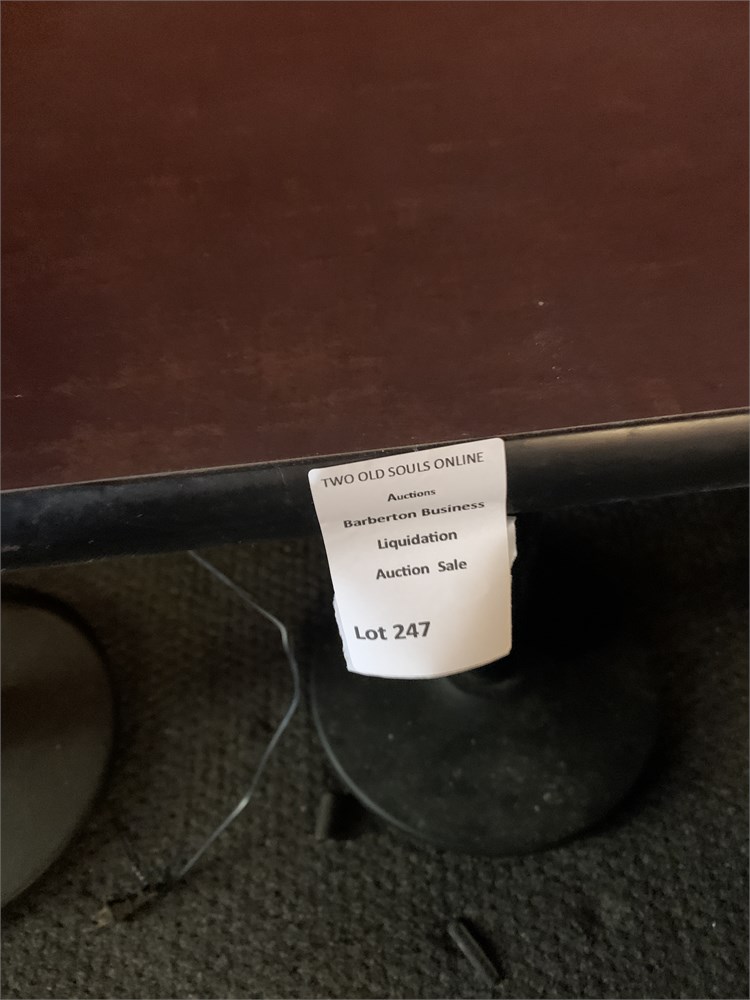 TWO OLD SOULS ONLINE
Auctions
Barberton Business
Liquidation
Auction Sale
Lot 247